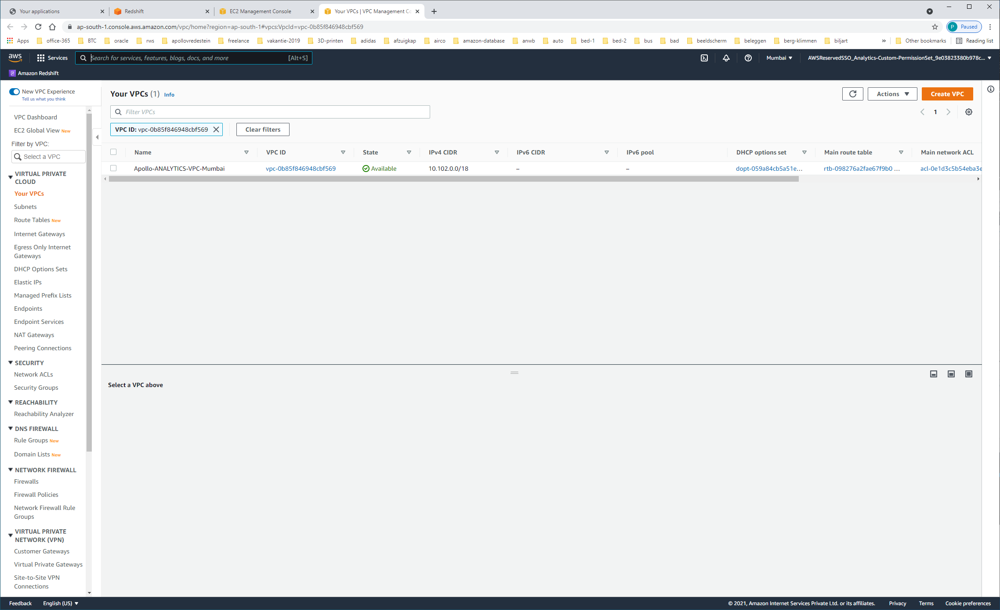 Your applications
Redshift
EC2 Management Console
Your VPCs | VPC Management Co
ap-south-1.console.aws.amazon.com/vpc/home?region=ap-south-1#vpcs:VpcId=vpc-0b85f846948cbf569
P Paused
Apps office-365 BTC oracle rws apollovredestein freelance vakantie-2019 3D-printen adidas afzuigkap airco amazon-database anwb auto bed-1 bed-2 bus bad beeldscherm beleggen berg-klimmen biljart » Other bookmarks Reading list
aws Services Search for services, features, blogs, docs, and more [Alt+S] Mumbai AWSReservedSSO_Analytics-Custom-PermissionSet_9e03823380b978c...
Amazon Redshift
New VPC Experience
Tell us what you think
VPC Dashboard
EC2 Global View New
Filter by VPC:
Select a VPC
VIRTUAL PRIVATE
CLOUD
Your VPCs
Subnets
Route Tables New
Internet Gateways
Egress Only Internet
Gateways
DHCP Options Sets
Elastic IPs
Managed Prefix Lists
Endpoints
Endpoint Services
NAT Gateways
Peering Connections
SECURITY
Network ACLs
Security Groups
REACHABILITY
Reachability Analyzer
DNS FIREWALL
Rule Groups New
Domain Lists New
NETWORK FIREWALL
Firewalls
Firewall Policies
Network Firewall Rule
Groups
VIRTUAL PRIVATE
NETWORK (VPN)
Customer Gateways
Virtual Private Gateways
Site-to-Site VPN
Connections
Your VPCs (1) Info
Actions
Create VPC
Filter VPCs
1
VPC ID: vpc-0b85f846948cbf569
Clear filters
Name VPC ID State IPv4 CIDR IPv6 CIDR IPv6 pool DHCP options set Main route table Main network ACL
Apollo-ANALYTICS-VPC-Mumbai vpc-0b85f846948cbf569 Available 10.102.0.0/18 – – dopt-059a84cb5a51e... rtb-098276a2fae67f9b0 ... acl-0e1d3c5b54eba3e
Select a VPC above
Feedback English (US) © 2021, Amazon Internet Services Private Ltd. or its affiliates. Privacy Terms Cookie preferences